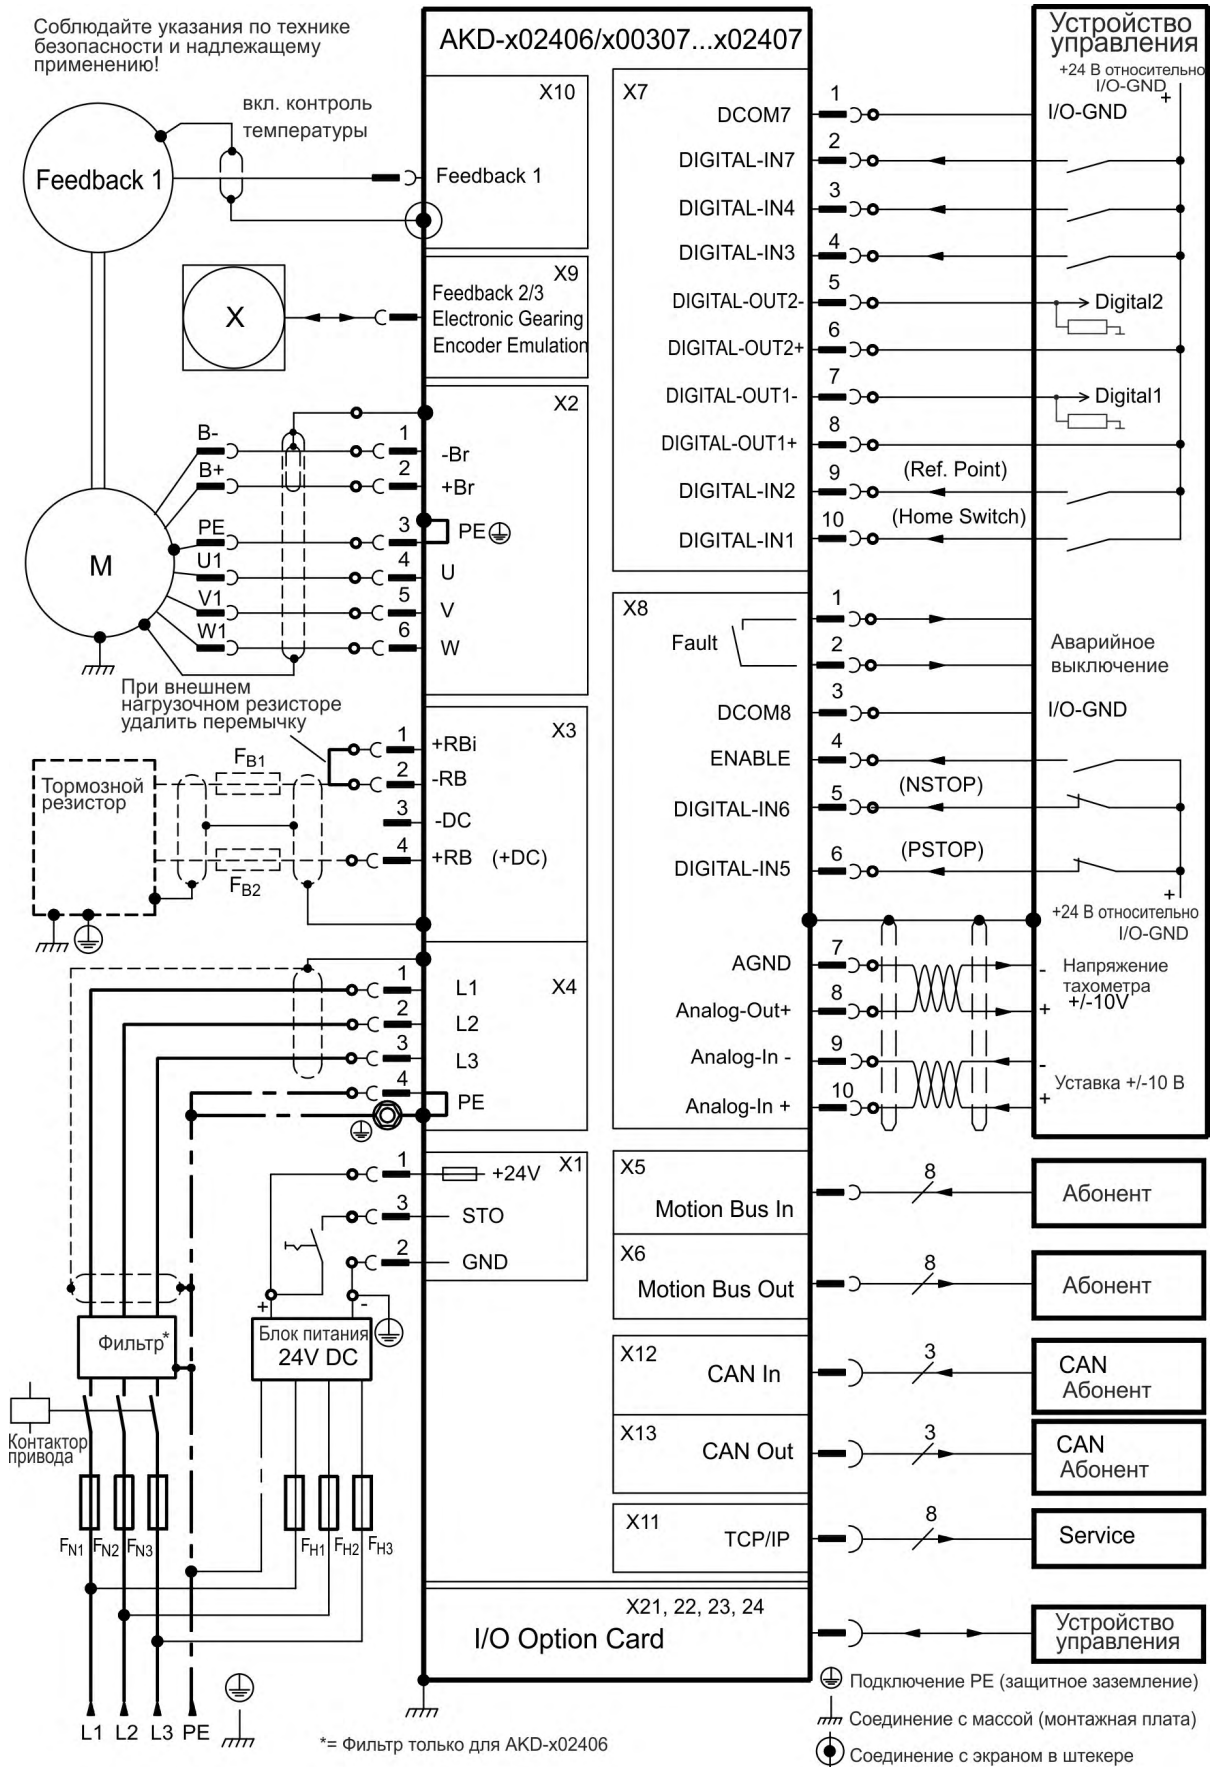 Соблюдайте указания по технике
безопасности и надлежащему
применению!
AKD-x02406/x00307...x02407
Устройство
управления
+24 В относительно
I/O-GND
+
вкл. контроль
температуры
Feedback 1
X10
Feedback 1
X
X9
Feedback 2/3
Electronic Gearing
Encoder Emulation
X2
B-
1
-Br
B+
2
+Br
PE
3
PE
M
U1
4
U
V1
5
V
W1
6
W
При внешнем
нагрузочном резисторе
удалить перемычку
X3
1
+RBi
FB1
2
-RB
Тормозной
резистор
3
-DC
4
+RB (+DC)
FB2
X4
1
L1
2
L2
3
L3
4
PE
X1
1
+24V
3
STO
2
GND
+
-
Фильтр*
Блок питания
24V DC
Контактор
привода
FN1
FN2
FN3
FH1
FH2
FH3
L1
L2
L3
PE
X7
DCOM7
1
I/O-GND
DIGITAL-IN7
2
DIGITAL-IN4
3
DIGITAL-IN3
4
DIGITAL-OUT2-
5
Digital2
DIGITAL-OUT2+
6
DIGITAL-OUT1-
7
Digital1
DIGITAL-OUT1+
8
DIGITAL-IN2
9
(Ref. Point)
DIGITAL-IN1
10
(Home Switch)
X8
Fault
1
2
Аварийное
выключение
DCOM8
3
I/O-GND
ENABLE
4
DIGITAL-IN6
5
(NSTOP)
DIGITAL-IN5
6
(PSTOP)
+
+24 В относительно
I/O-GND
AGND
7
-
Напряжение
тахометра
+/-10V
Analog-Out+
8
+
Analog-In -
9
-
Уставка +/-10 В
Analog-In +
10
+
X5
Motion Bus In
8
Абонент
X6
Motion Bus Out
8
Абонент
X12
CAN In
3
CAN
Абонент
X13
CAN Out
3
CAN
Абонент
X11
TCP/IP
8
Service
X21, 22, 23, 24
I/O Option Card
Устройство
управления
Подключение PE (защитное заземление)
Соединение с массой (монтажная плата)
Соединение с экраном в штекере
*= Фильтр только для AKD-x02406